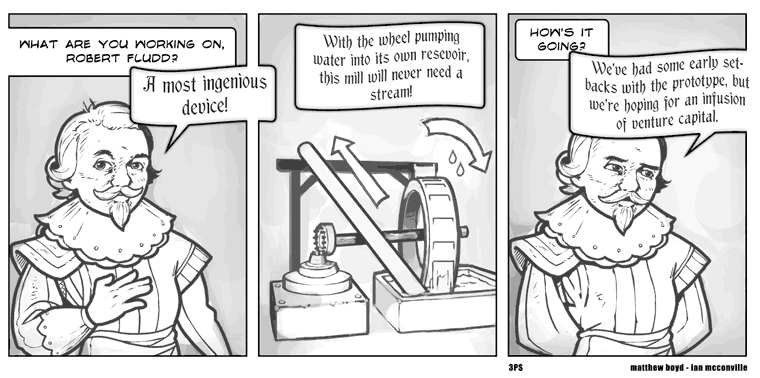 WHAT ARE YOU WORKING ON,
ROBERT FLUDD?
A most ingenious
device!
With the wheel pumping
water into its own resevoir,
this mill will never need a
stream!
HOW'S IT
GOING?
We've had some early set-
backs with the prototype, but
we're hoping for an infusion
of venture capital.
3PS
matthew boyd - ian mcconville